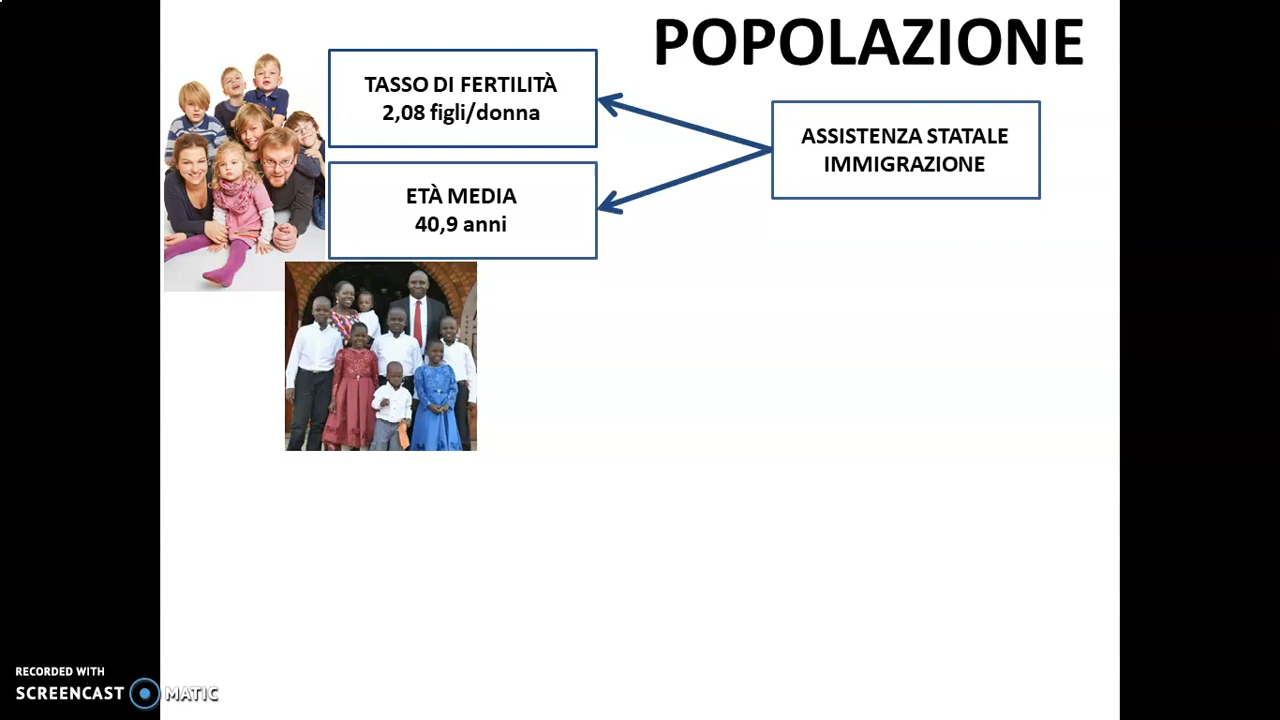 POPOLAZIONE
TASSO DI FERTILITÀ
2,08 figli/donna
ASSISTENZA STATALE
IMMIGRAZIONE
ETÀ MEDIA
40,9 anni
RECORDED WITH
SCREENCAST MATIC